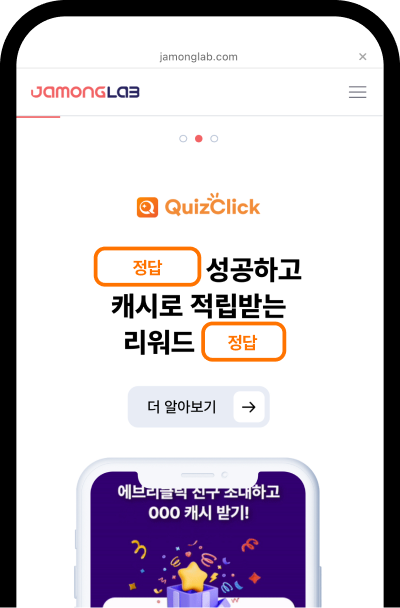 jamonglab.com ×
JamongLAB
QuizClick
정답 성공하고
캐시로 적립받는
리워드 정답
더 알아보기 →
에브리클릭 친구 초대하고
000 캐시 받기!